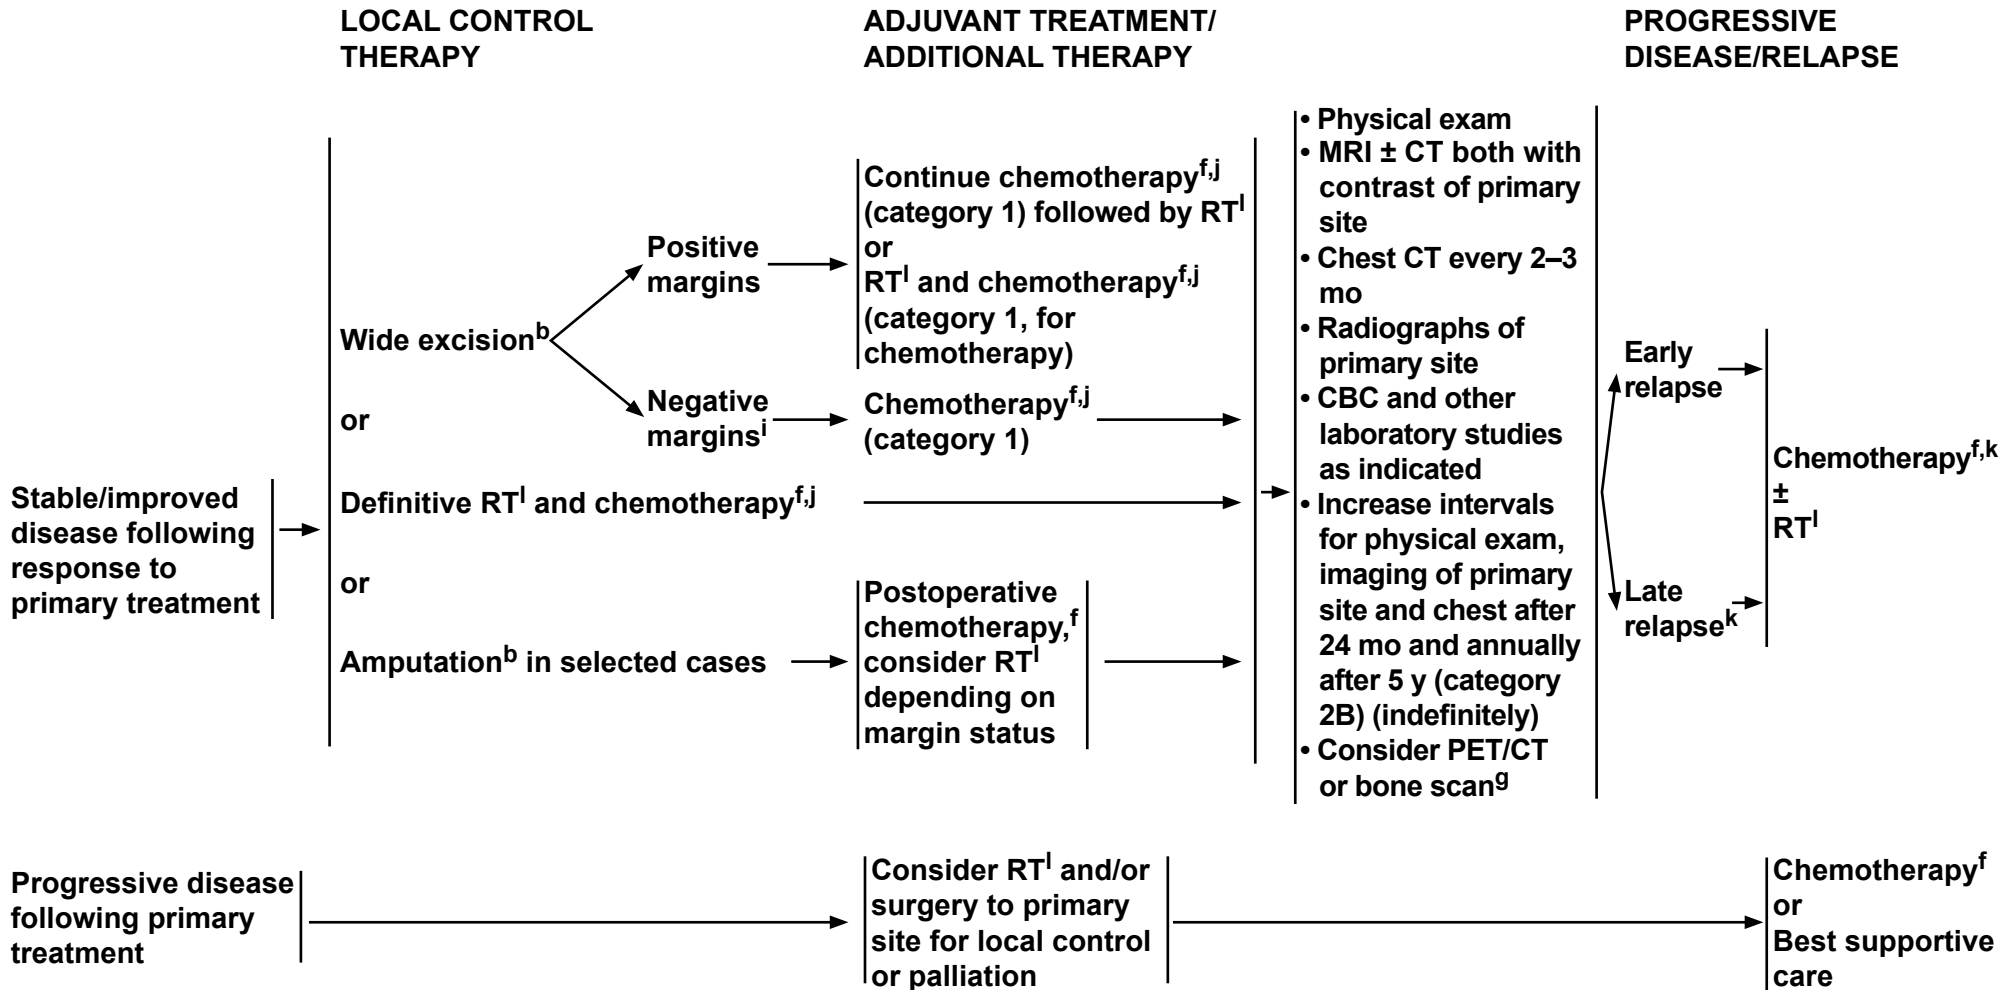 LOCAL CONTROL
THERAPY
ADJUVANT TREATMENT/
ADDITIONAL THERAPY
PROGRESSIVE
DISEASE/RELAPSE
Stable/improved
disease following
response to
primary treatment
Wide excisionb
or
Definitive RTl and chemotherapyf,j
or
Amputationb in selected cases
Positive
margins
Negative
marginsi
Continue chemotherapyf,j
(category 1) followed by RTl
or
RTl and chemotherapyf,j
(category 1, for
chemotherapy)
Chemotherapyf,j
(category 1)
Postoperative
chemotherapy,f
consider RTl
depending on
margin status
• Physical exam
• MRI ± CT both with
contrast of primary
site
• Chest CT every 2–3
mo
• Radiographs of
primary site
• CBC and other
laboratory studies
as indicated
• Increase intervals
for physical exam,
imaging of primary
site and chest after
24 mo and annually
after 5 y (category
2B) (indefinitely)
• Consider PET/CT
or bone scang
Early
relapse
Late
relapsek
Chemotherapyf,k
±
RTl
Progressive disease
following primary
treatment
Consider RTl and/or
surgery to primary
site for local control
or palliation
Chemotherapyf
or
Best supportive
care